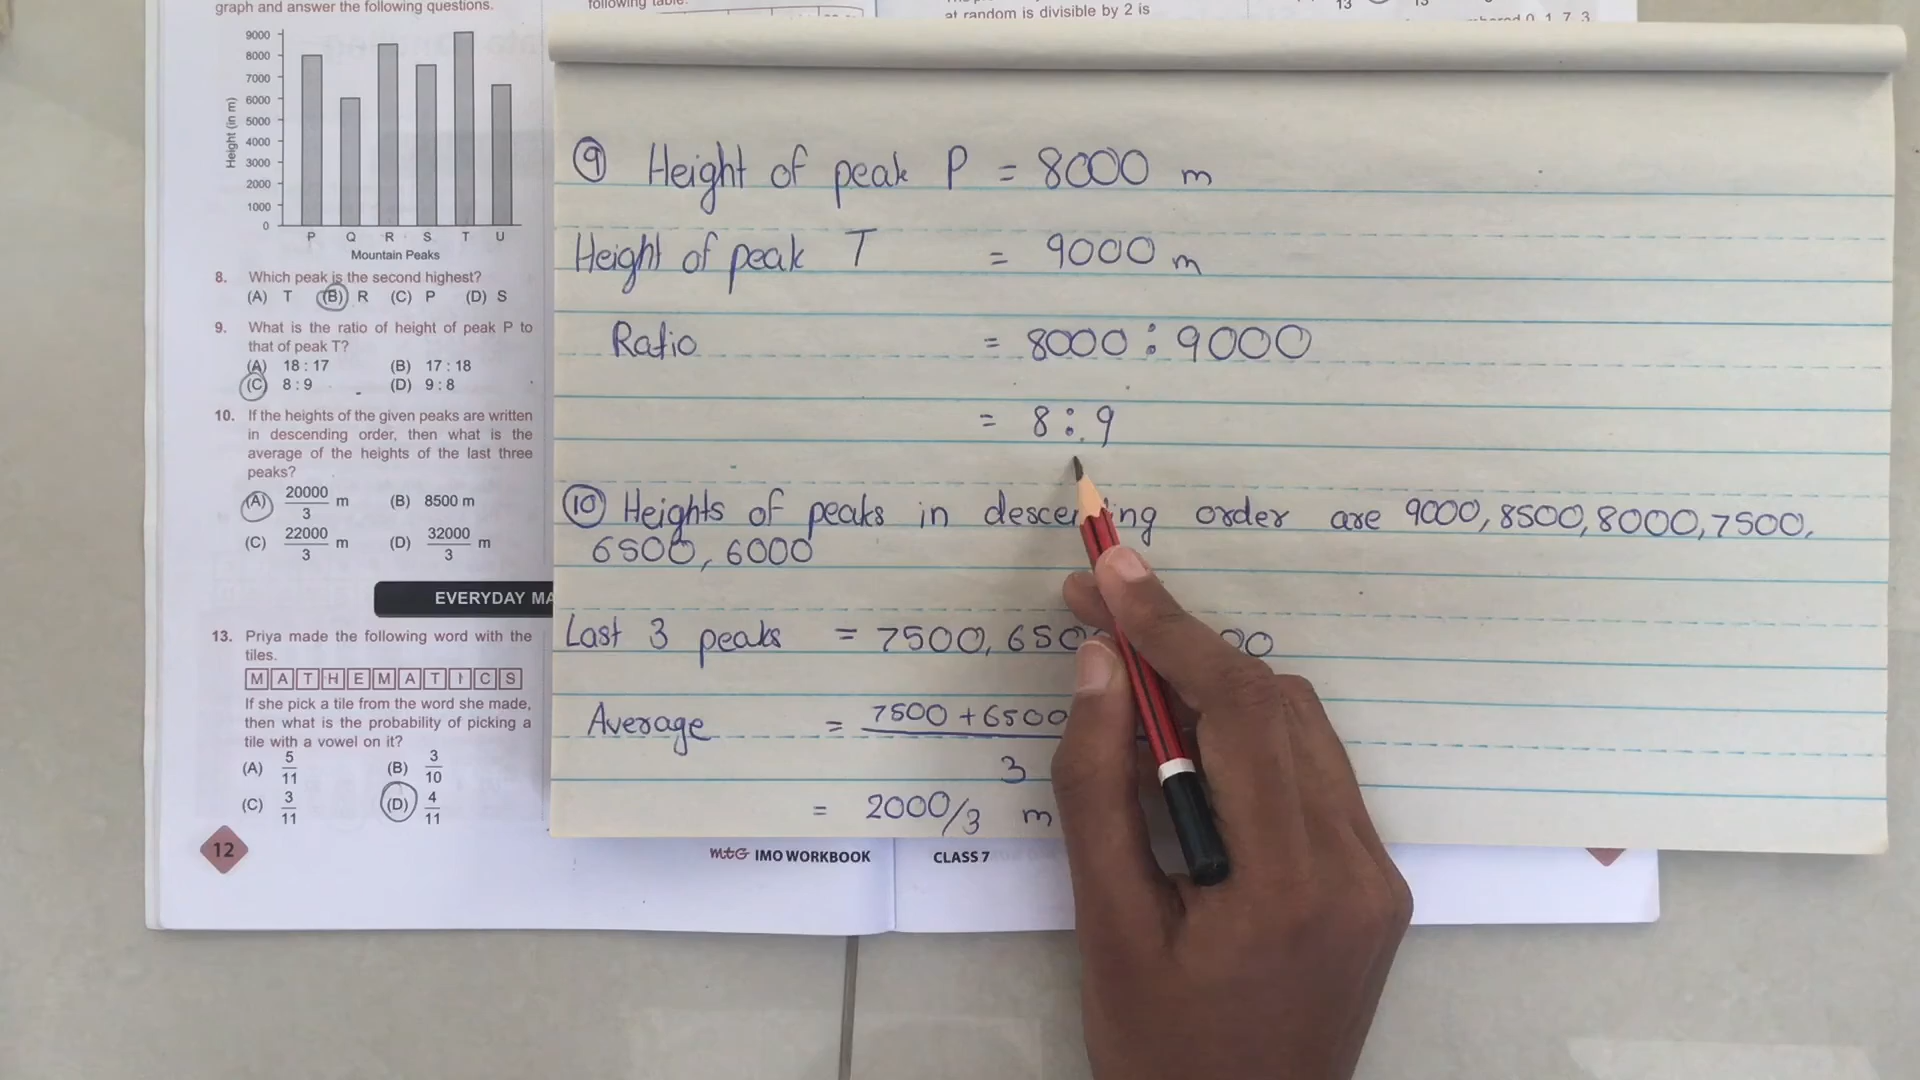 graph and answer the following questions.
9000
8000
7000
6000
5000
4000
3000
2000
1000
0
Height (in m)
P Q R S T U
Mountain Peaks
8. Which peak is the second highest?
(A) T (B) R (C) P (D) S
9. What is the ratio of height of peak P to
that of peak T?
(A) 18 : 17 (B) 17 : 18
(C) 8 : 9 (D) 9 : 8
10. If the heights of the given peaks are written
in descending order, then what is the
average of the heights of the last three
peaks?
(A) 20000/3 m (B) 8500 m
(C) 22000/3 m (D) 32000/3 m
EVERYDAY MA
13. Priya made the following word with the
tiles.
M A T H E M A T I C S
If she pick a tile from the word she made,
then what is the probability of picking a
tile with a vowel on it?
(A) 5/11 (B) 3/10
(C) 3/11 (D) 4/11
12
mtG IMO WORKBOOK
CLASS 7
following table.
at random is divisible by 2 is
13
0, 1, 7, 3
9 Height of peak P = 8000 m
Height of peak T = 9000 m
Ratio = 8000 : 9000
= 8 : 9
10 Heights of peaks in descending order are 9000, 8500, 8000, 7500,
6500, 6000
Last 3 peaks = 7500, 650 00
Average = 7500 + 6500
3
= 2000/3 m